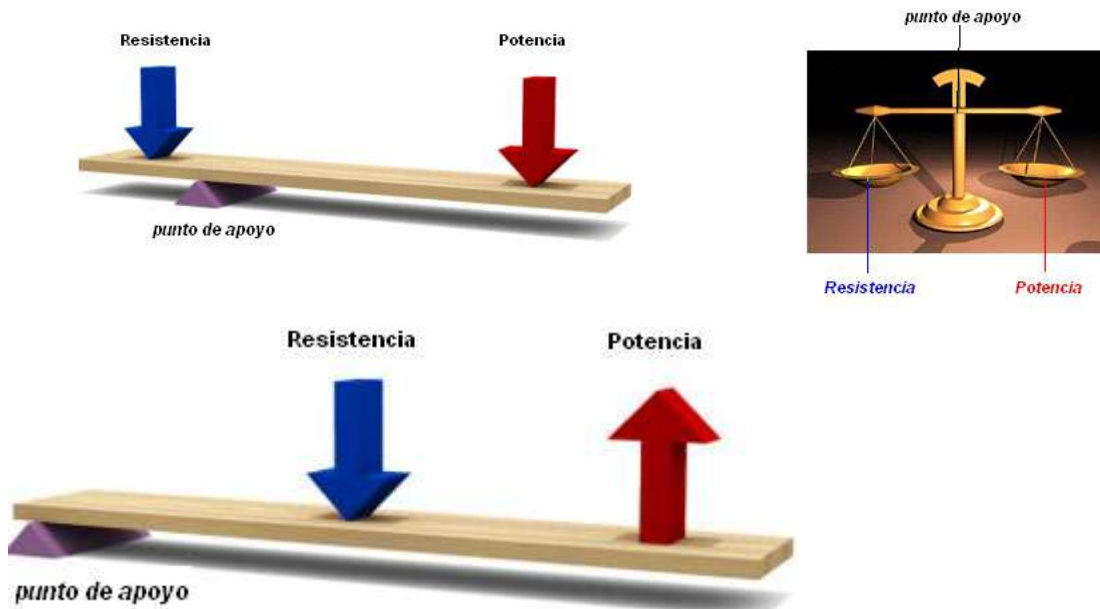 Resistencia
Potencia
punto de apoyo
punto de apoyo
Resistencia
Potencia
Resistencia
Potencia
punto de apoyo